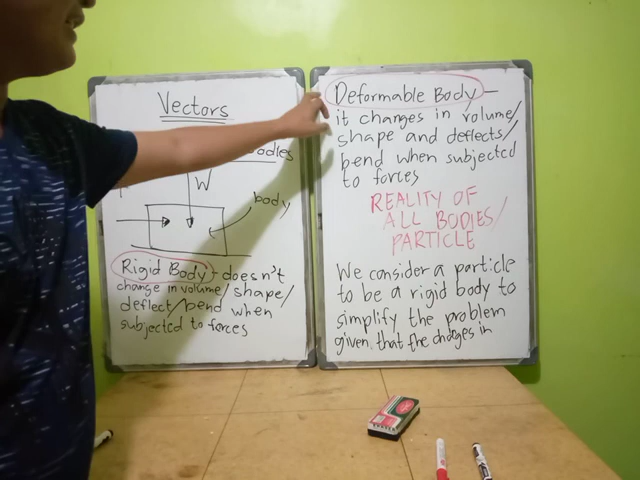 Vectors
odies
W
body
Rigid Body - doesn't
change in volume/shape/
deflect/bend when
subjected to forces
Deformable Body -
it changes in volume/
shape and deflects/
bend when subjected
to forces
REALITY OF
ALL BODIES/
PARTICLE
We consider a particle
to be a rigid body to
simplify the problem
given that the changes in